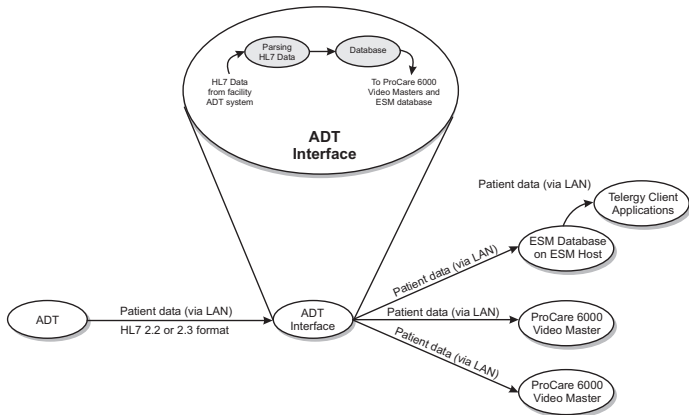 Parsing
HL7 Data
Database
HL7 Data
from facility
ADT system
To ProCare 6000
Video Masters and
ESM database
ADT
Interface
Patient data (via LAN)
Telergy Client
Applications
ESM Database
on ESM Host
Patient data (via LAN)
ADT
Patient data (via LAN)
HL7 2.2 or 2.3 format
ADT
Interface
Patient data (via LAN)
ProCare 6000
Video Master
Patient data (via LAN)
ProCare 6000
Video Master